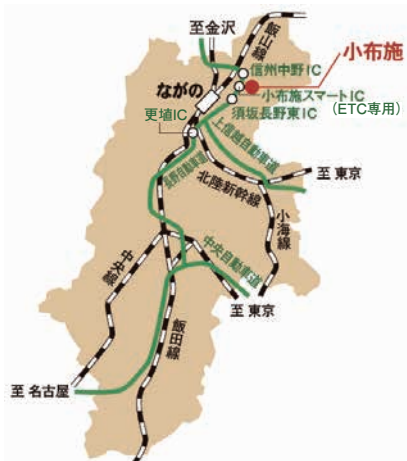 至金沢
飯山線
小布施
信州中野IC
ながの
小布施スマートIC
(ETC専用)
須坂長野東IC
更埴IC
上信越自動車道
長野自動車道
北陸新幹線
至 東京
小海線
中央線
中央自動車道
至 東京
飯田線
至 名古屋